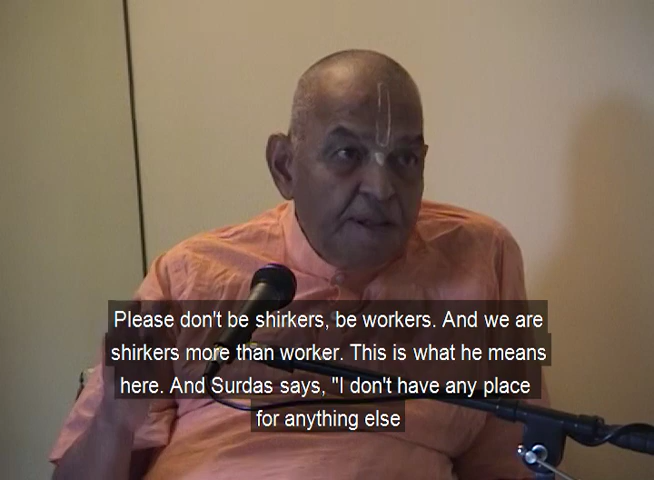 Please don't be shirkers, be workers. And we are
shirkers more than worker. This is what he means
here. And Surdas says, "I don't have any place
for anything else